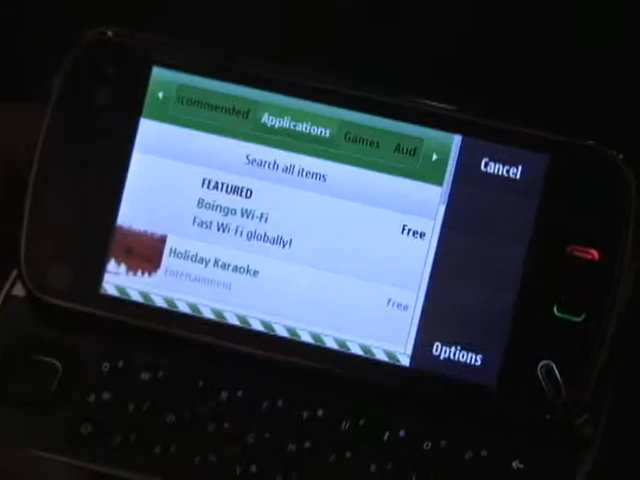 commended Applications Games Aud
Cancel
Search all items
FEATURED
Boingo Wi-Fi
Fast Wi-Fi globally!
Free
Holiday Karaoke
Entertainment
Free
Options